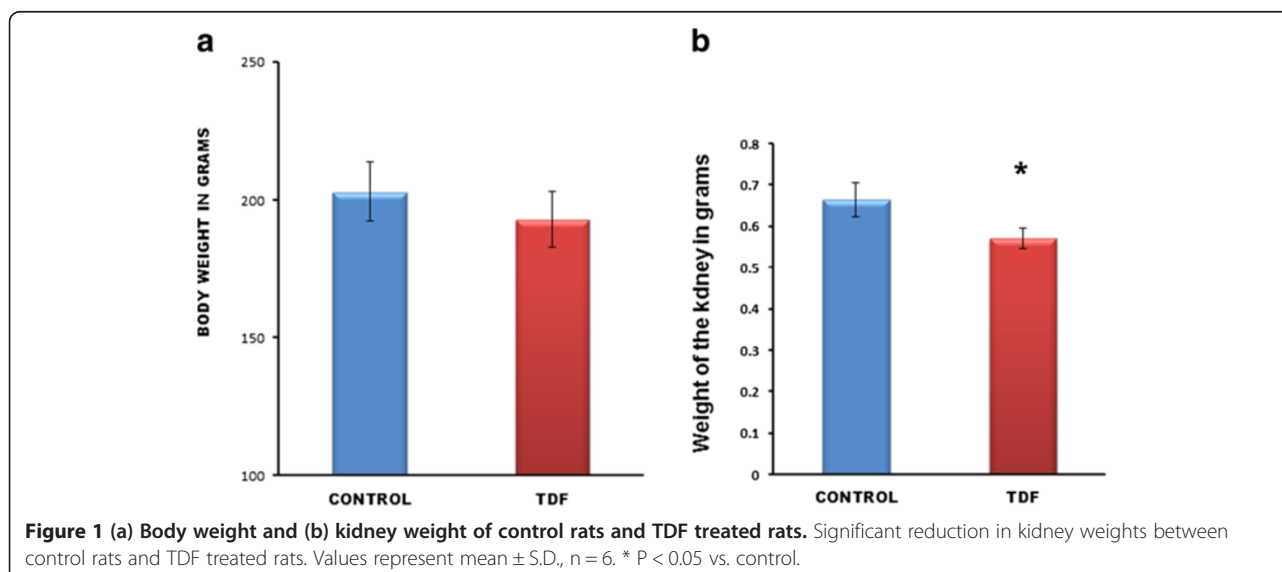 a
250
200
150
100
BODY WEIGHT IN GRAMS
CONTROL
TDF
b
0.8
0.7
0.6
0.5
0.4
0.3
0.2
0.1
0
Weight of the kdney in grams
*
CONTROL
TDF
Figure 1 (a) Body weight and (b) kidney weight of control rats and TDF treated rats. Significant reduction in kidney weights between
control rats and TDF treated rats. Values represent mean ± S.D., n = 6. * P < 0.05 vs. control.